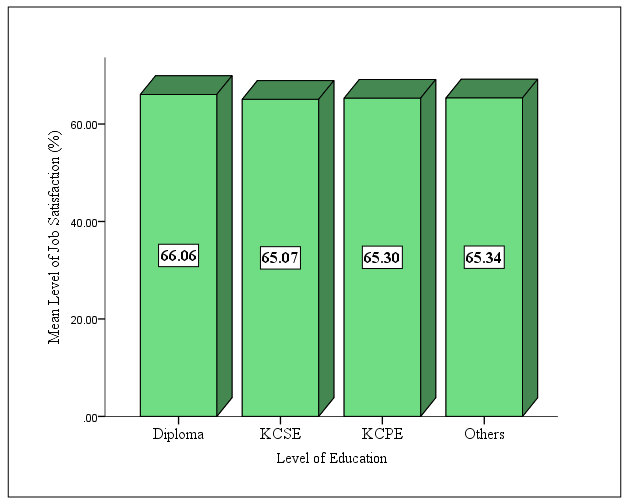 Mean Level of Job Satisfaction (%)
60.00
40.00
20.00
.00
66.06
65.07
65.30
65.34
Diploma
KCSE
KCPE
Others
Level of Education